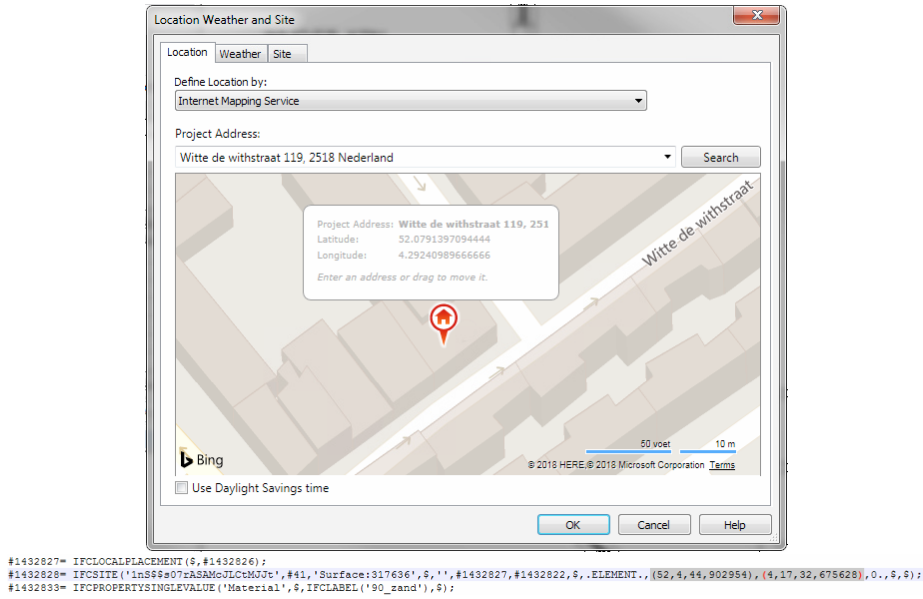 Location Weather and Site
Location Weather Site
Define Location by:
Internet Mapping Service
Project Address:
Witte de withstraat 119, 2518 Nederland
Search
Witte de withstraat
Project Address: Witte de withstraat 119, 251
Latitude: 52.0791397094444
Longitude: 4.29240989666666
Enter an address or drag to move it.
50 voet 10 m
Bing
© 2018 HERE,© 2018 Microsoft Corporation Terms
Use Daylight Savings time
OK Cancel Help
#1432827= IFCLOCALPLACEMENT($,#1432826);
#1432828= IFCSITE('1nS$$s07rASAMcJLCtMJJt',#41,'Surface:317636',$,'',#1432827,#1432822,$,.ELEMENT.,(52,4,44,902954),(4,17,32,675628),0.,$,$);
#1432833= IFCPROPERTYSINGLEVALUE('Material',$,IFCLABEL('90_zand'),$);